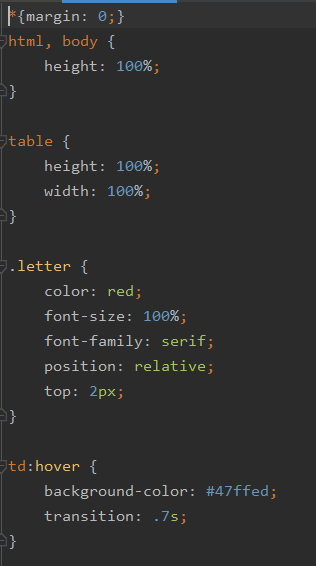 *{margin: 0;}
html, body {
    height: 100%;
}
table {
    height: 100%;
    width: 100%;
}
.letter {
    color: red;
    font-size: 100%;
    font-family: serif;
    position: relative;
    top: 2px;
}
td:hover {
    background-color: #47ffed;
    transition: .7s;
}